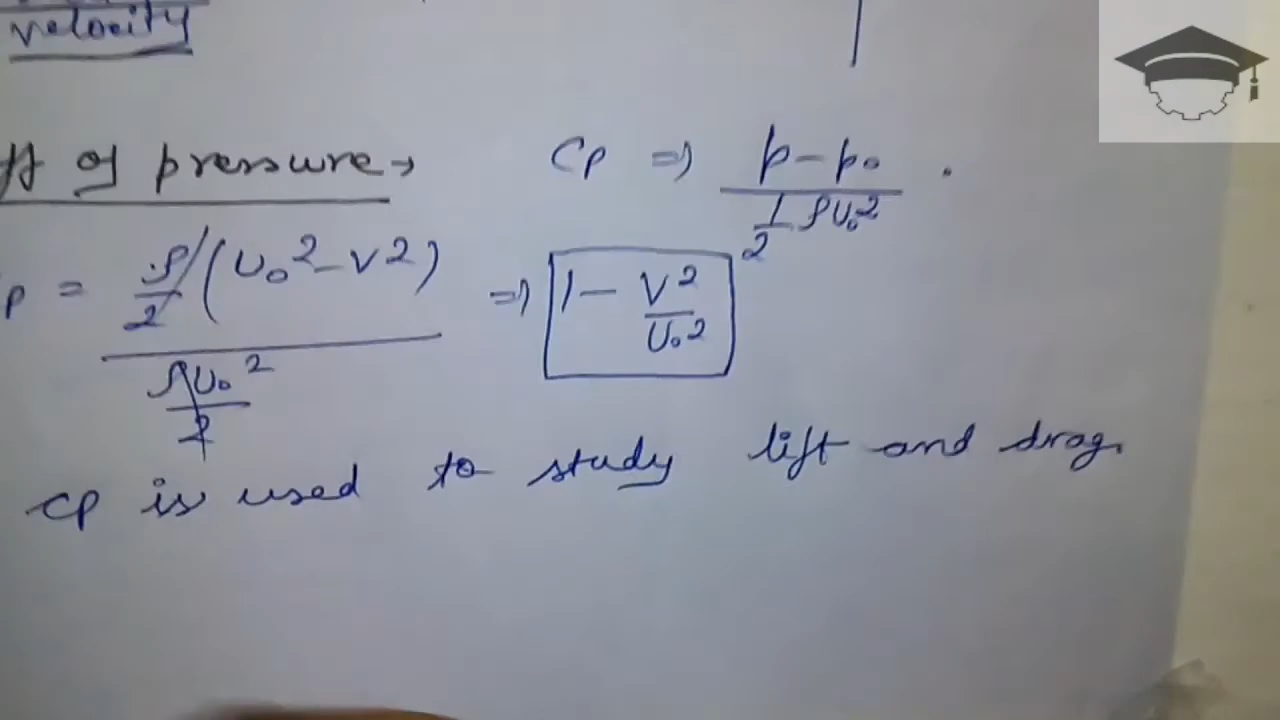 velocity
of pressure→
Cp ⇒ p - p₀ / ½ ρU₀² .
p = ρ/2 (U₀² - V²) / ρU₀²/2 ⇒ 1 - V²/U₀²
Cp is used to study lift and drag.